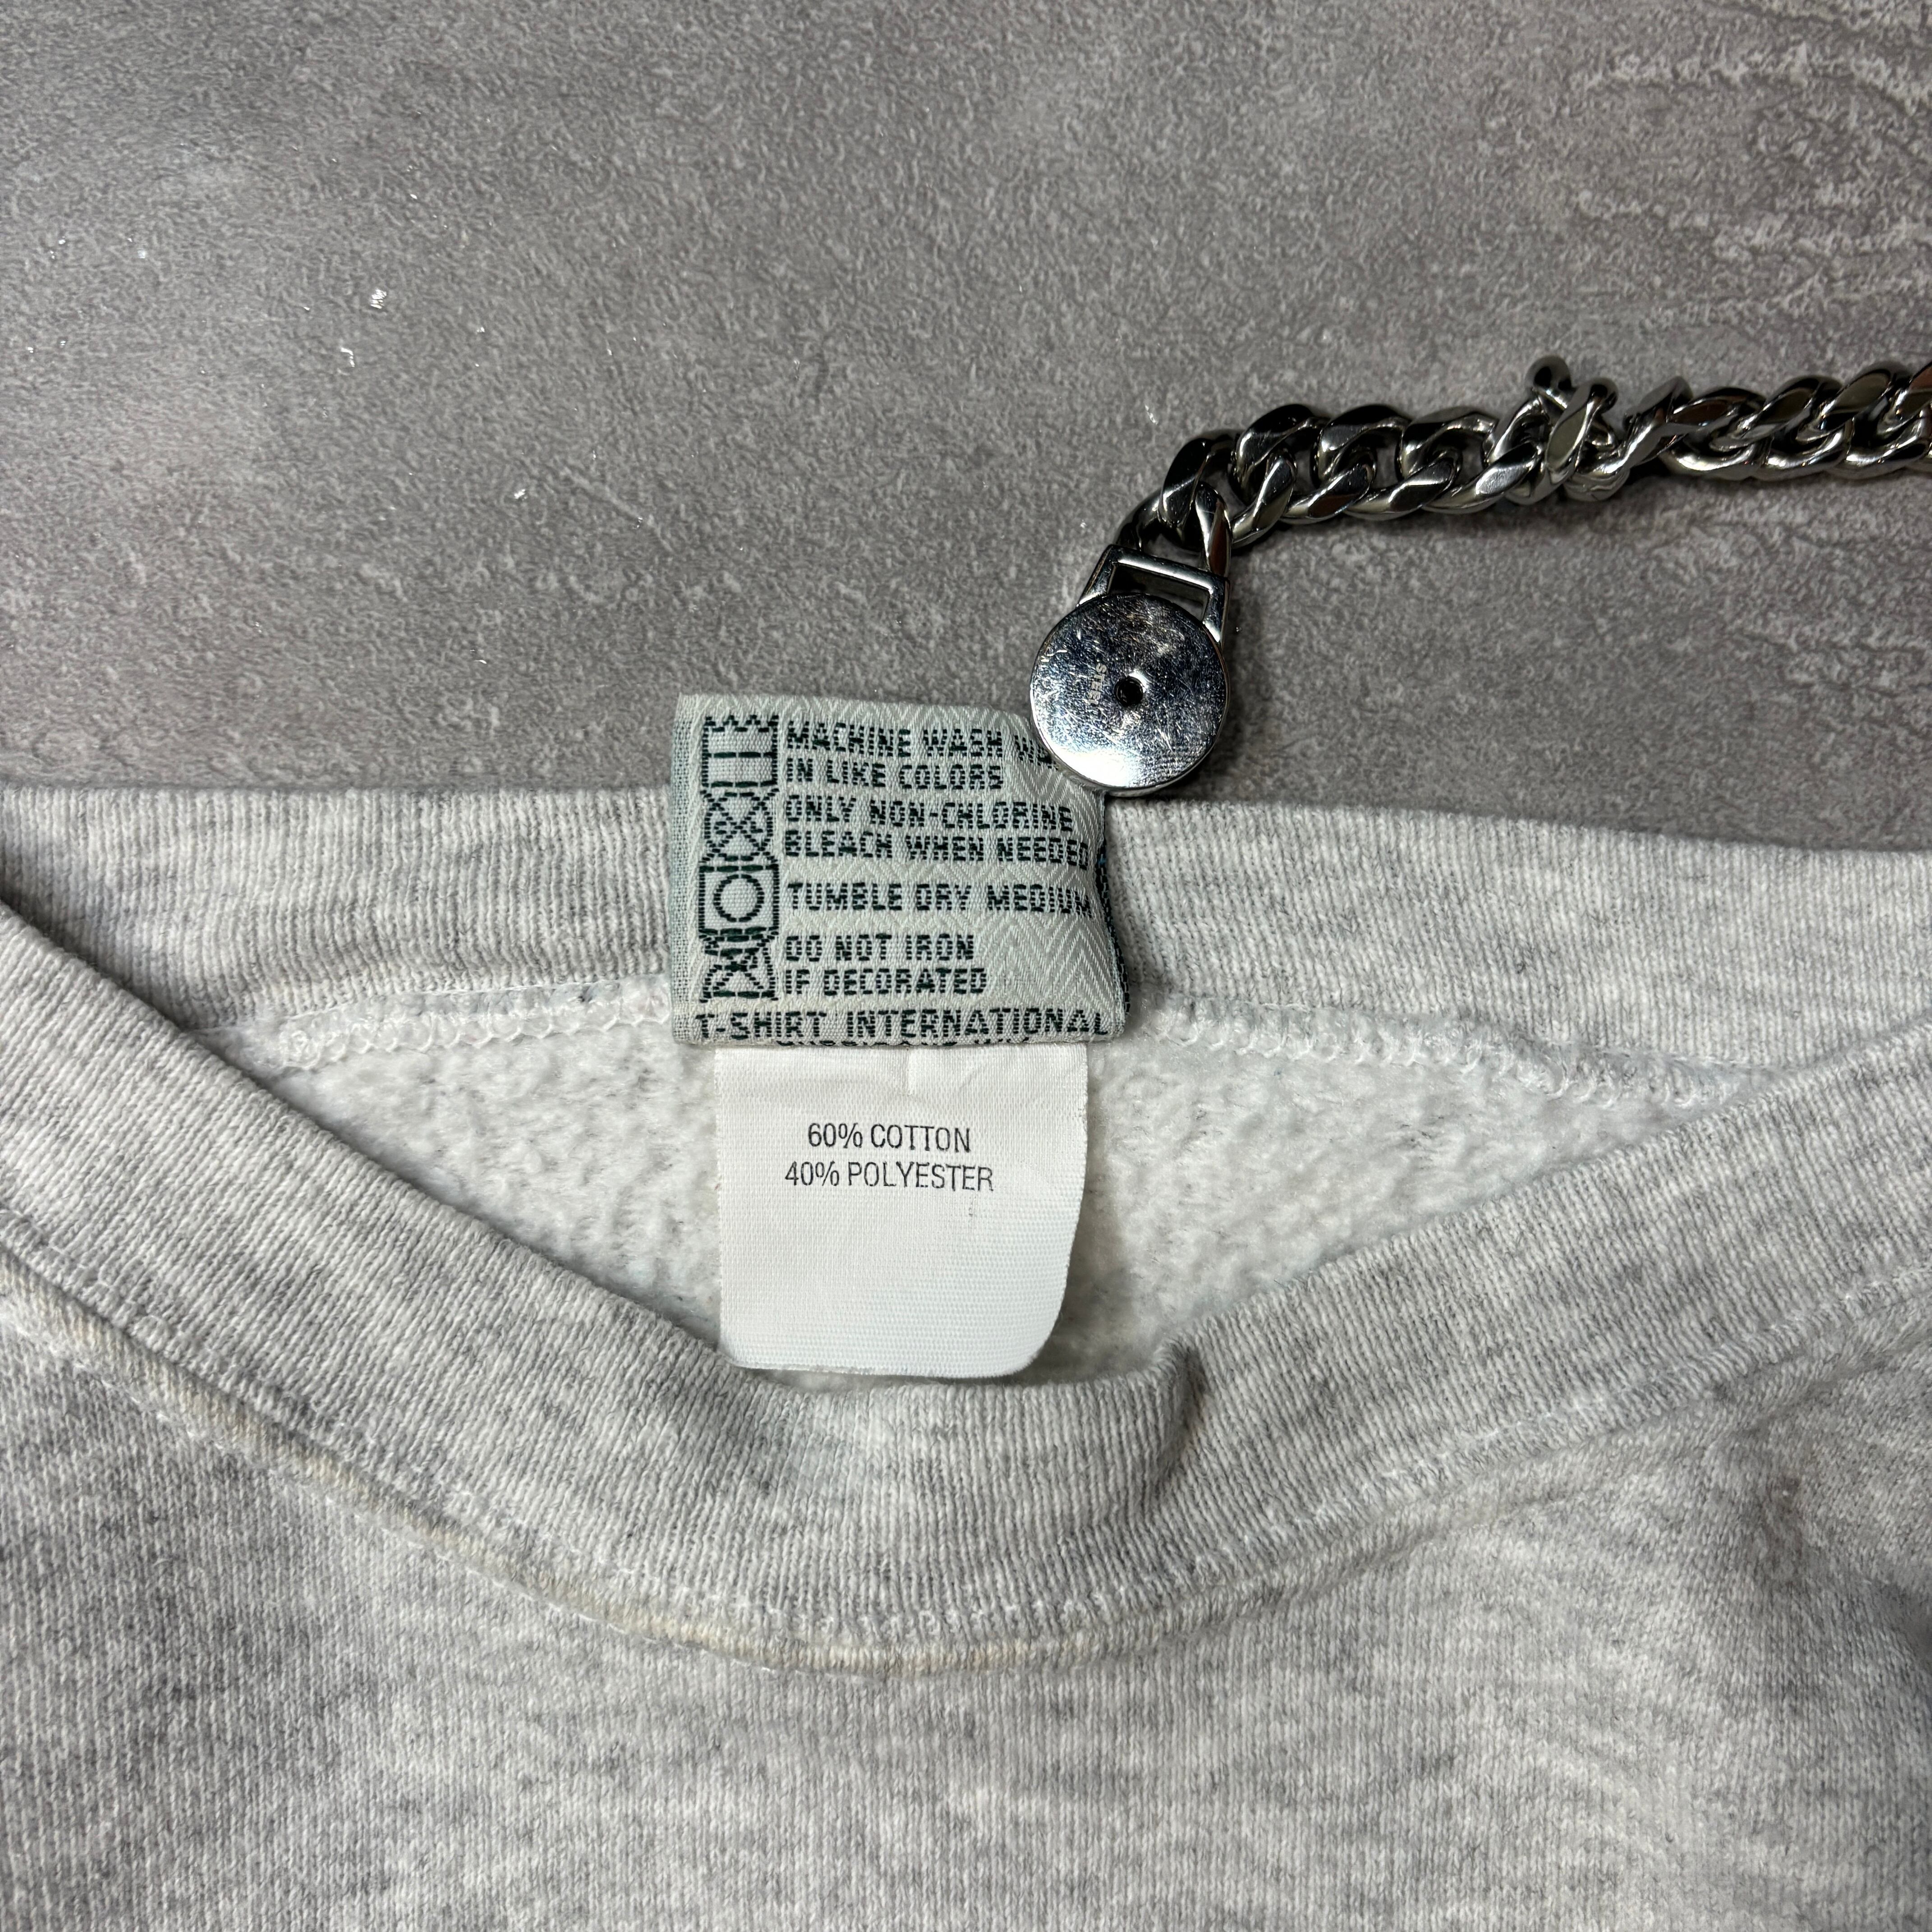 MACHINE WASH
IN LIKE COLORS
ONLY NON-CHLORINE
BLEACH WHEN NEEDED
TUMBLE DRY MEDIUM
DO NOT IRON
IF DECORATED
T-SHIRT INTERNATIONAL
60% COTTON
40% POLYESTER